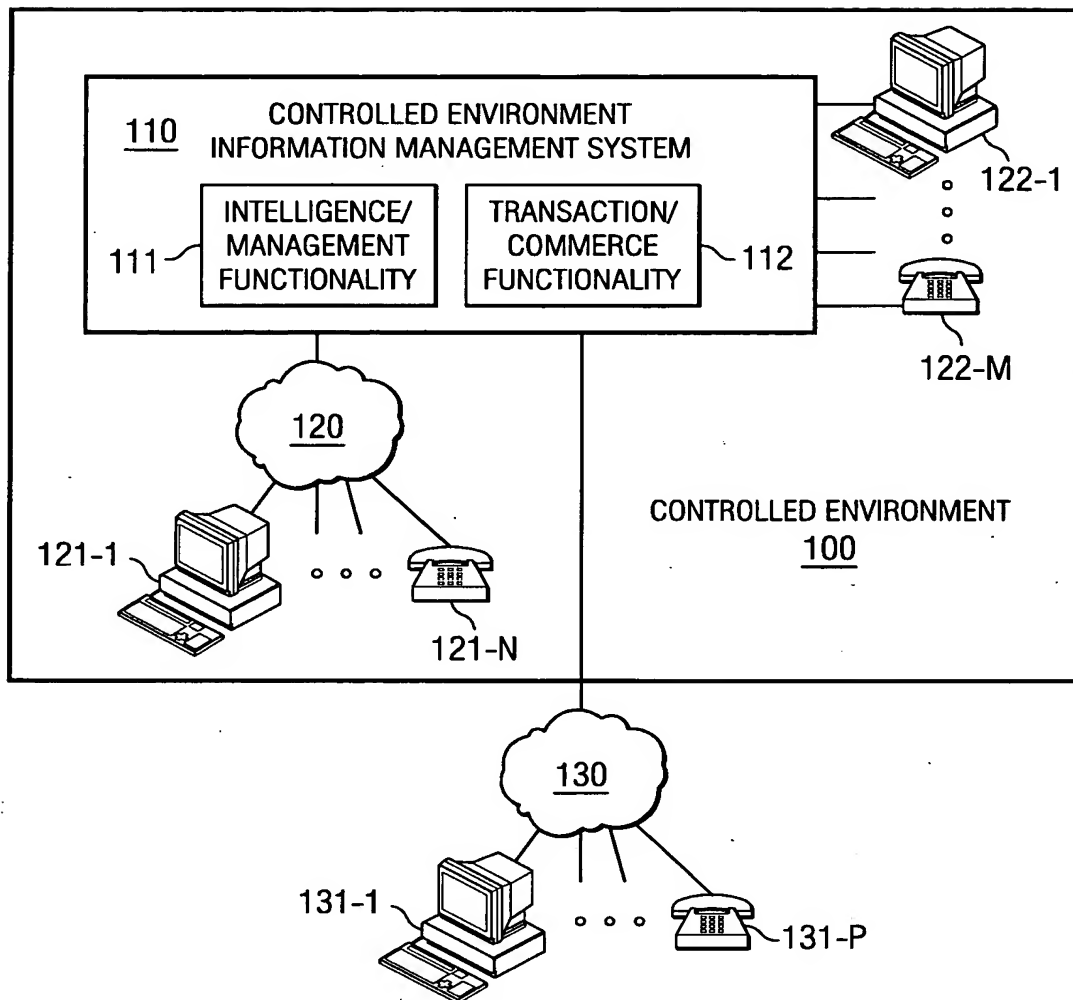 CONTROLLED ENVIRONMENT
110
INFORMATION MANAGEMENT SYSTEM
INTELLIGENCE/
MANAGEMENT
FUNCTIONALITY
111
TRANSACTION/
COMMERCE
FUNCTIONALITY
112
122-1
122-M
120
121-1
121-N
CONTROLLED ENVIRONMENT
100
130
131-1
131-P